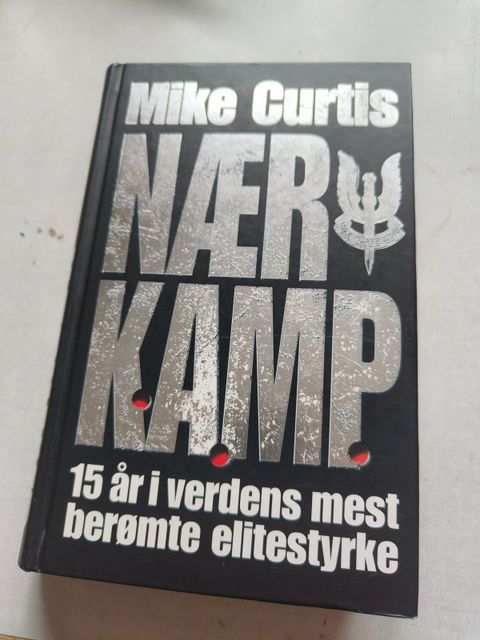 Mike Curtis
NÆR
KAMP
15 år i verdens mest
berømte elitestyrke